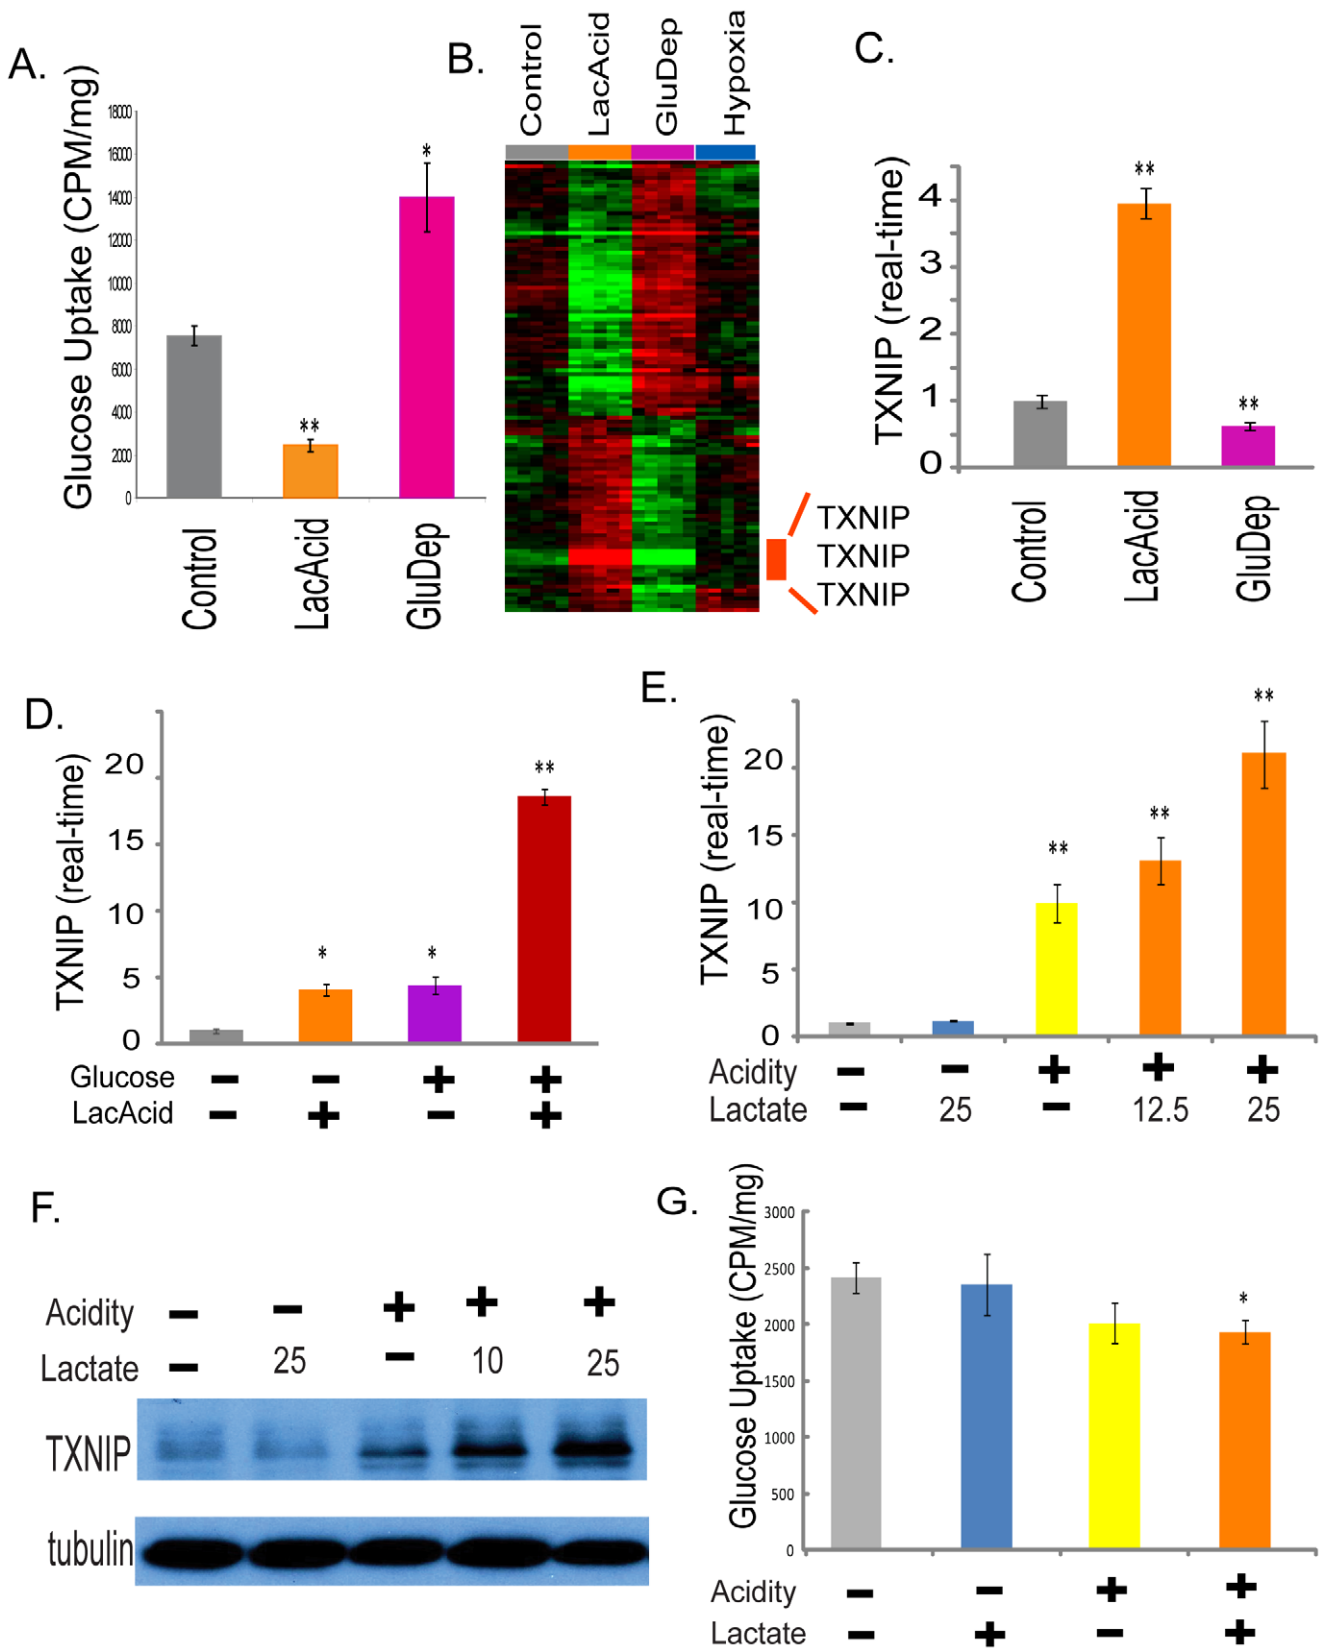 A.
Glucose Uptake (CPM/mg)
18000
16000
14000
12000
10000
8000
6000
4000
2000
0
**
*
Control
LacAcid
GluDep
B.
Control
LacAcid
GluDep
Hypoxia
TXNIP
TXNIP
TXNIP
C.
TXNIP (real-time)
4
3
2
1
0
**
**
Control
LacAcid
GluDep
D.
TXNIP (real-time)
20
15
10
5
0
*
*
**
Glucose − − + +
LacAcid − + − +
E.
TXNIP (real-time)
20
15
10
5
0
**
**
**
Acidity − − + + +
Lactate − 25 − 12.5 25
F.
Acidity − − + + +
Lactate − 25 − 10 25
TXNIP
tubulin
G.
Glucose Uptake (CPM/mg)
3000
2500
2000
1500
1000
500
0
*
Acidity − − + +
Lactate − + − +